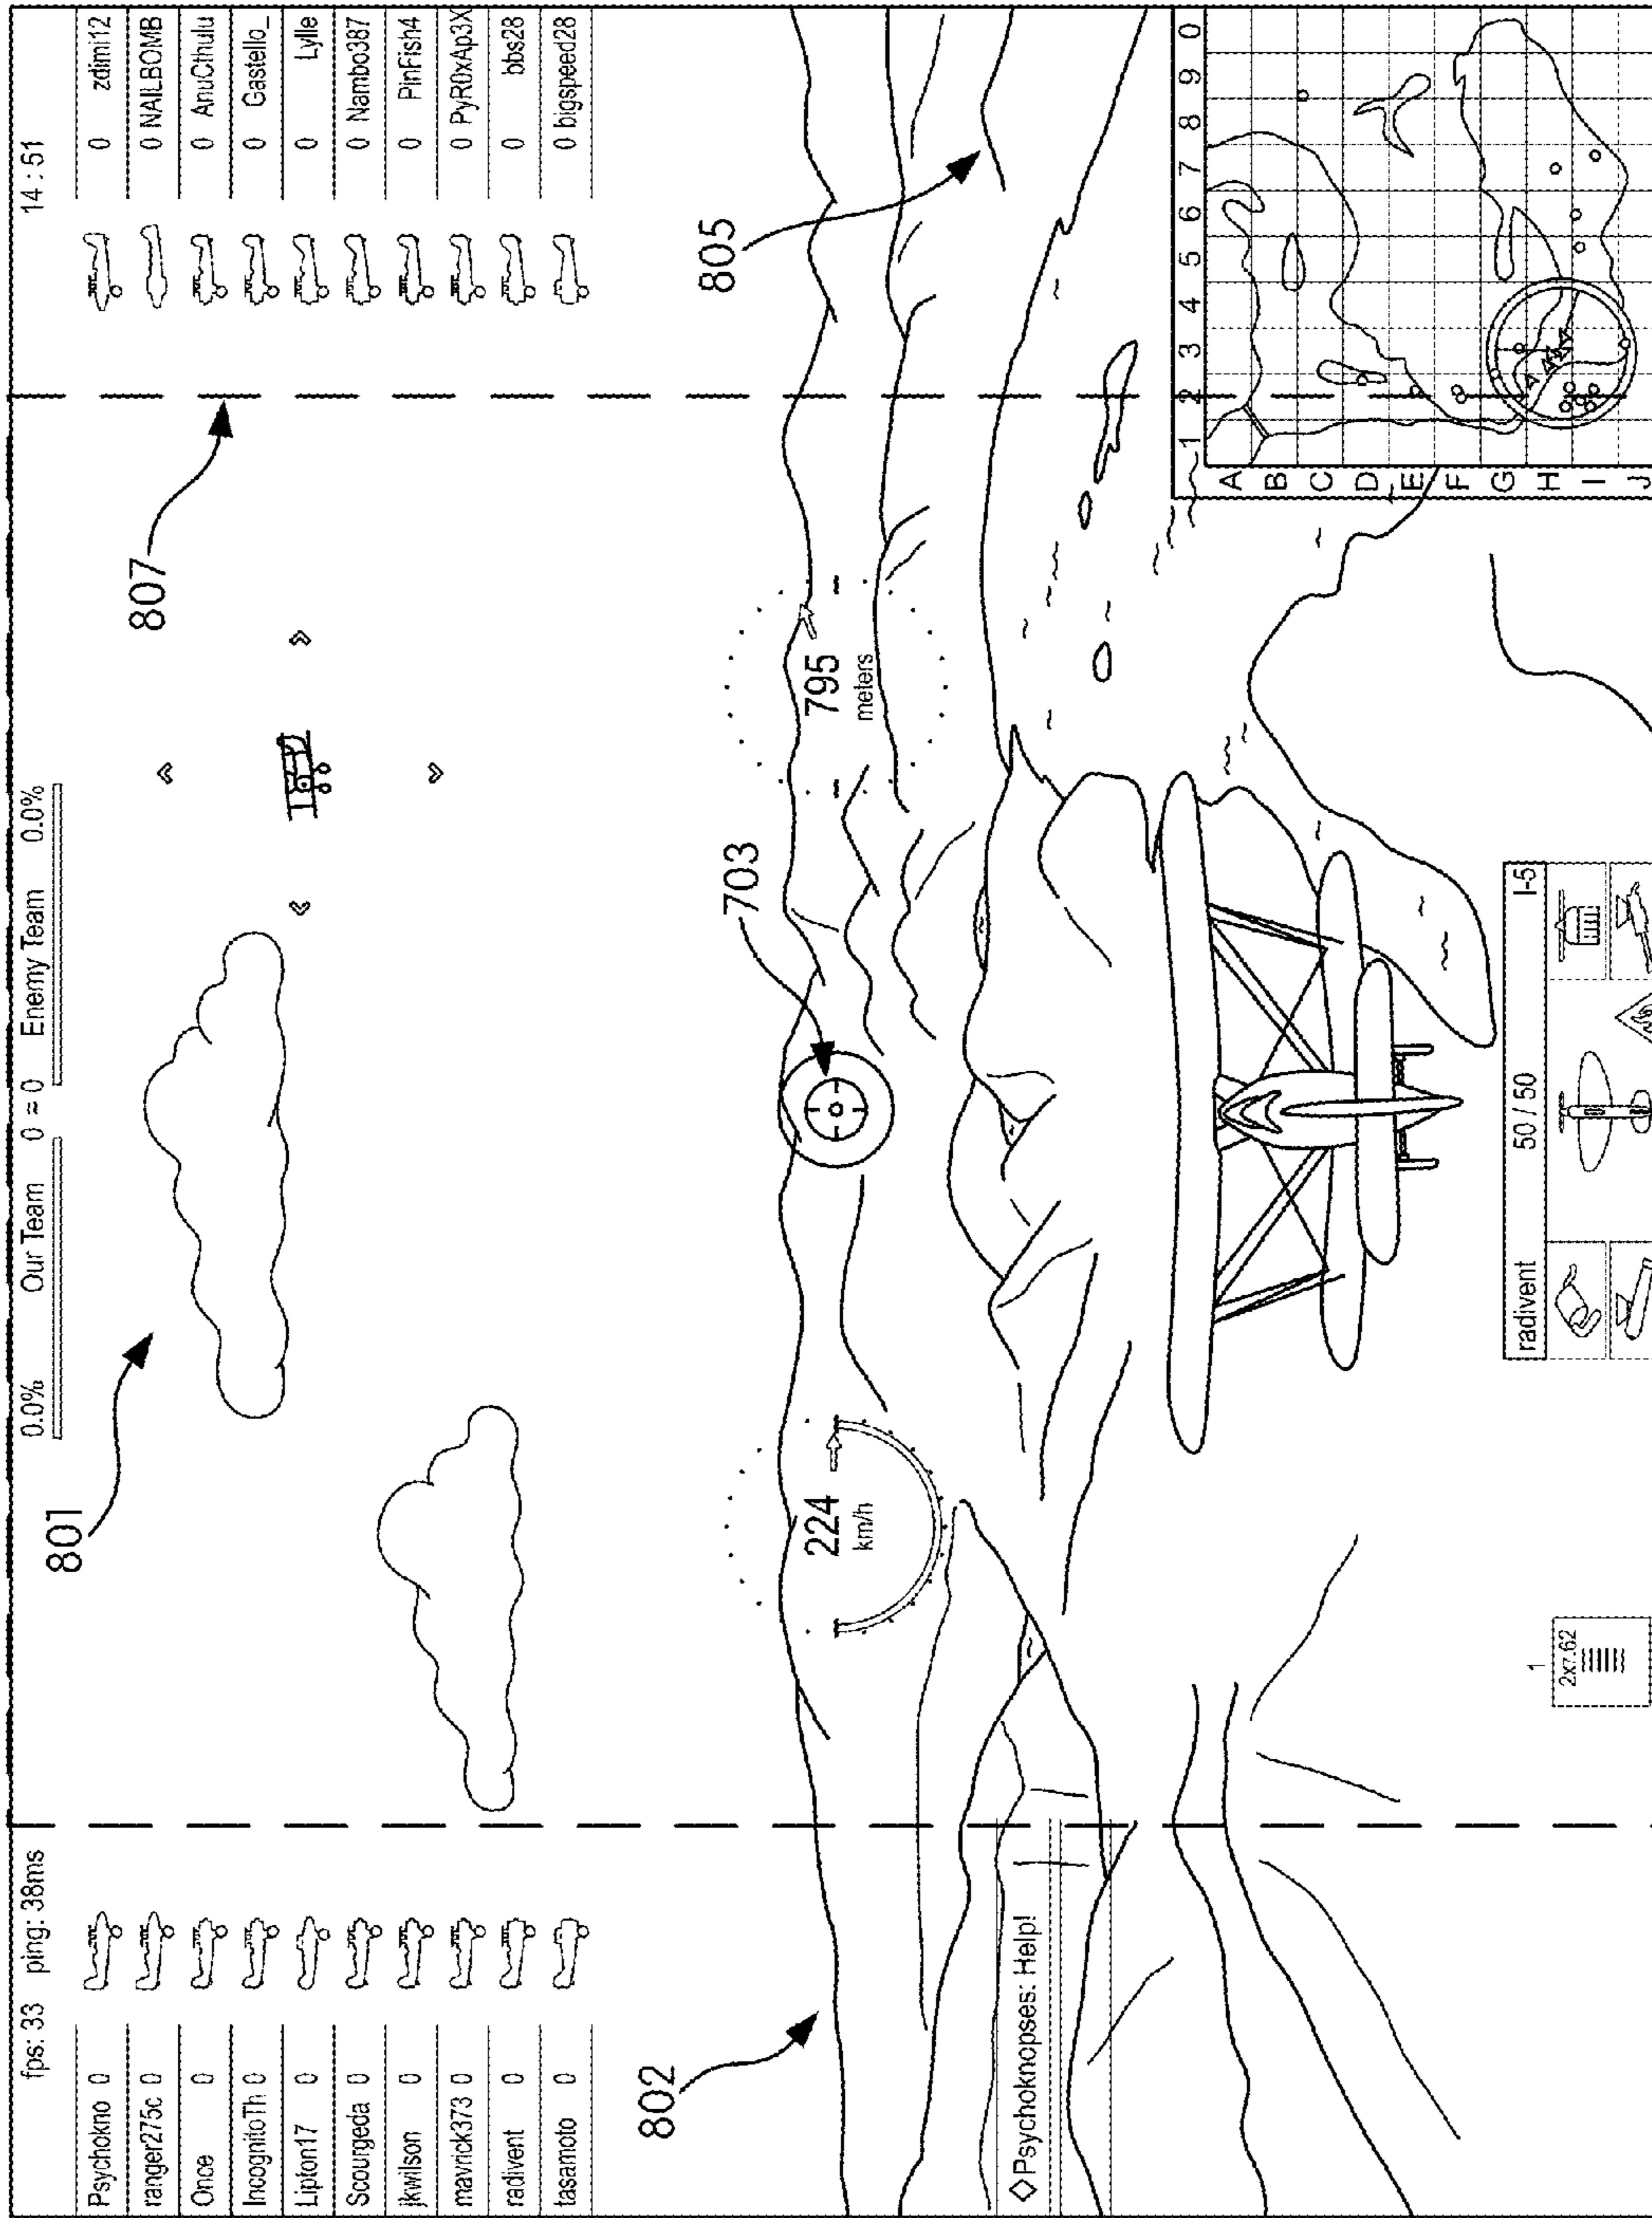 fps: 33 ping: 38ms
0.0% Our Team 0 = 0 Enemy Team 0.0%
14 : 51
Psychokno 0
ranger275c 0
Once 0
IncognitoTh 0
Lipton17 0
Scourgeda 0
jkwilson 0
mavrick373 0
radivent 0
tasamoto 0
0 zdimi12
0 NAILBOMB
0 AnuChulu
0 Gastello_
0 Lylle
0 Nambo387
0 PinFish4
0 PyR0xAp3X
0 bbs28
0 bigspeed28
801
807
802
703
805
224
km/h
795
meters
◇Psychoknopses: Help!
1
2x7.62
radivent 50 / 50 I-5
1 2 3 4 5 6 7 8 9 0
A
B
C
D
E
F
G
H
I
J